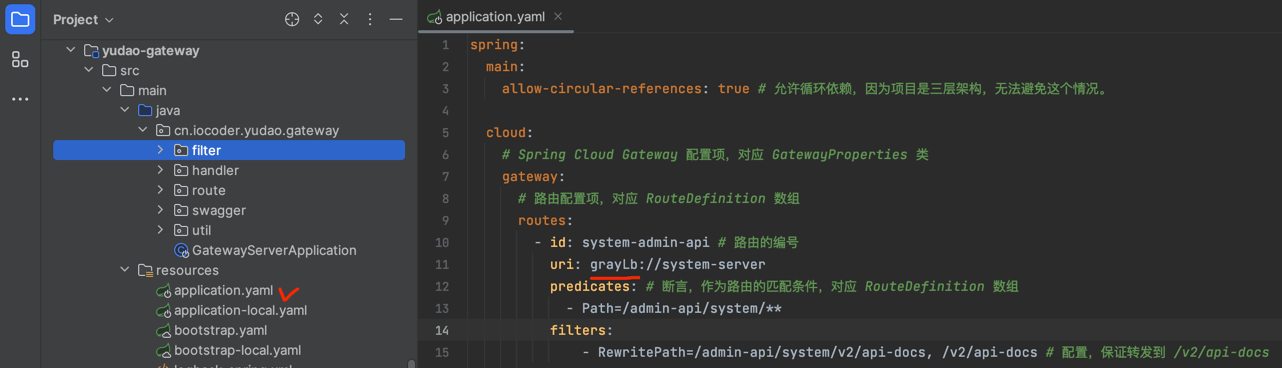 Project
yudao-gateway
src
main
java
cn.iocoder.yudao.gateway
filter
handler
route
swagger
util
GatewayServerApplication
resources
application.yaml
application-local.yaml
bootstrap.yaml
bootstrap-local.yaml
application.yaml
1 spring:
2 main:
3 allow-circular-references: true # 允许循环依赖，因为项目是三层架构，无法避免这个情况。
4
5 cloud:
6 # Spring Cloud Gateway 配置项，对应 GatewayProperties 类
7 gateway:
8 # 路由配置项，对应 RouteDefinition 数组
9 routes:
10 - id: system-admin-api # 路由的编号
11 uri: grayLb://system-server
12 predicates: # 断言，作为路由的匹配条件，对应 RouteDefinition 数组
13 - Path=/admin-api/system/**
14 filters:
15 - RewritePath=/admin-api/system/v2/api-docs, /v2/api-docs # 配置，保证转发到 /v2/api-docs